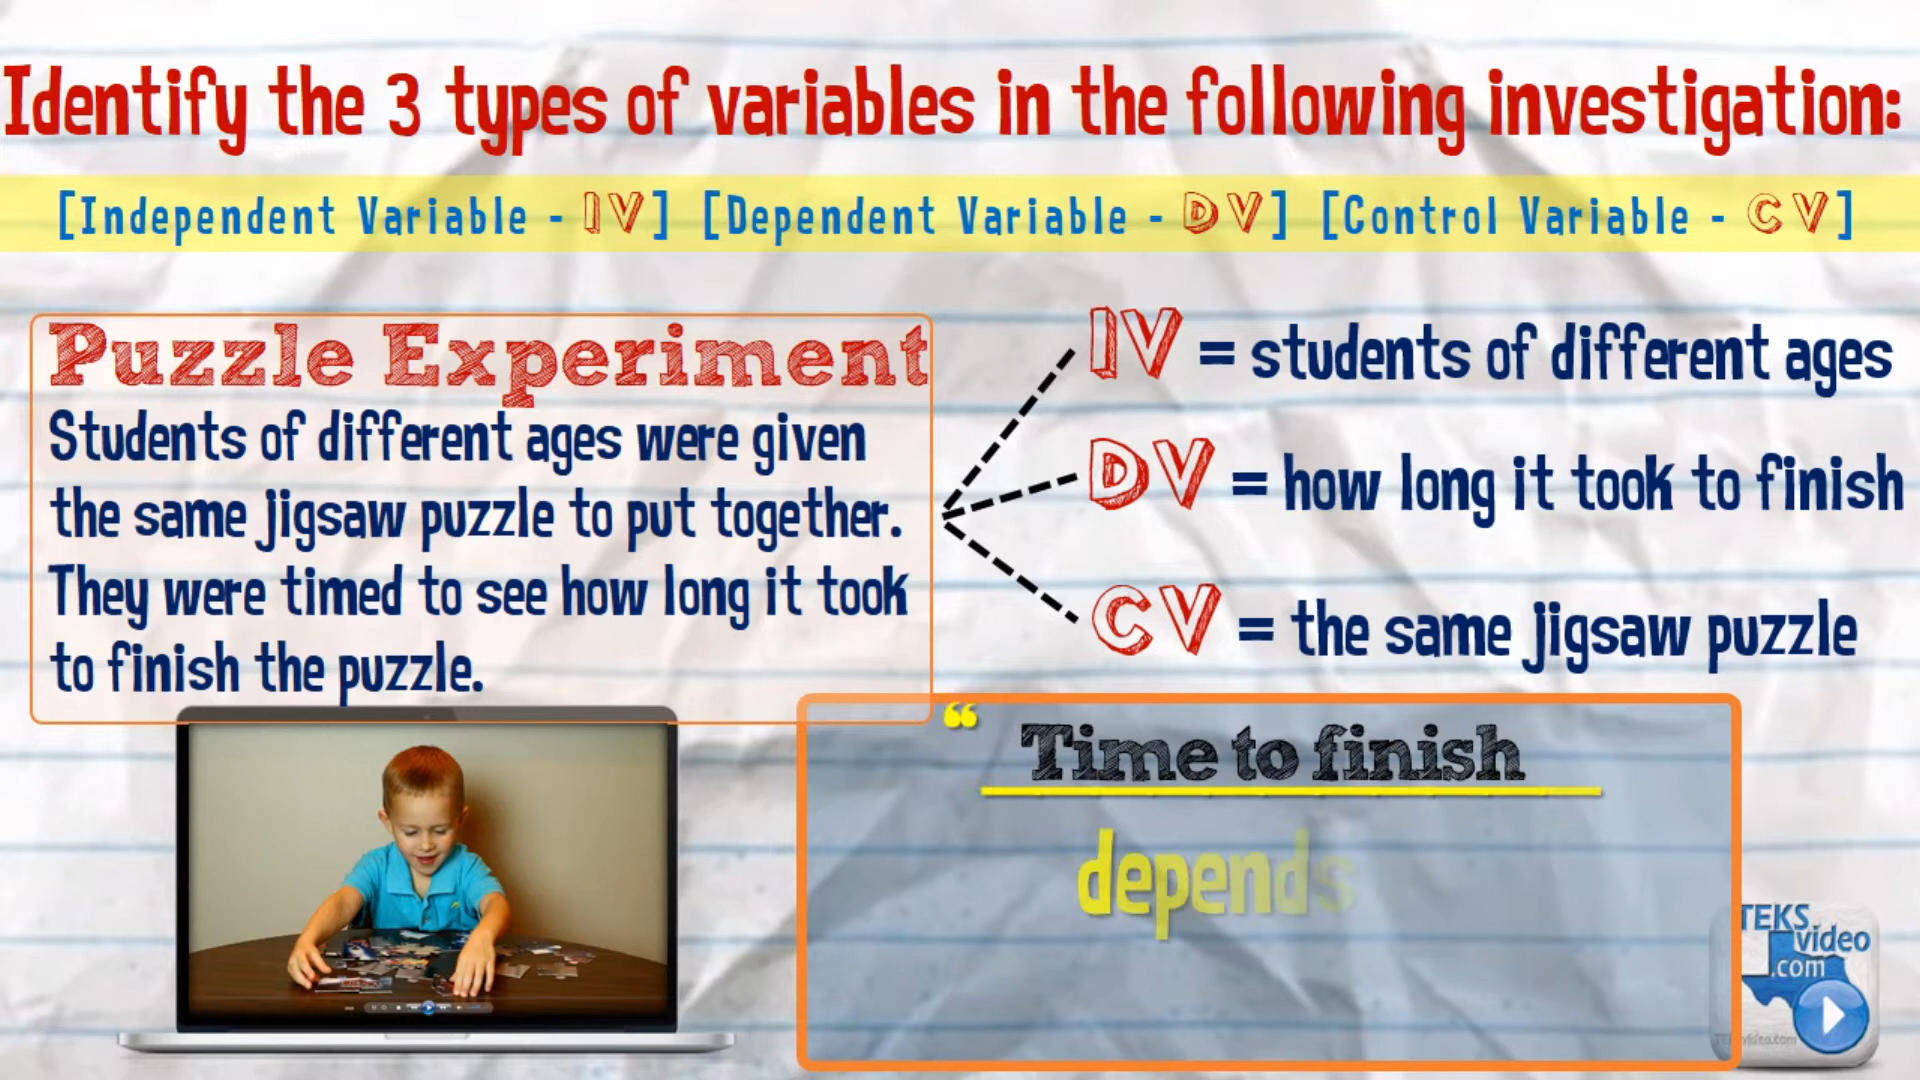 Identify the 3 types of variables in the following investigation:
[Independent Variable - IV] [Dependent Variable - DV] [Control Variable - CV]
Puzzle Experiment
Students of different ages were given
the same jigsaw puzzle to put together.
They were timed to see how long it took
to finish the puzzle.
IV = students of different ages
DV = how long it took to finish
CV = the same jigsaw puzzle
“ Time to finish
depends
TEKS
video
.com